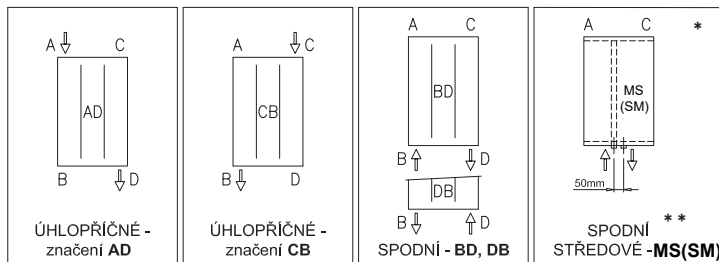 A C
AD
B D
ÚHLOPŘÍČNÉ -
značení AD
A C
CB
B D
ÚHLOPŘÍČNÉ -
značení CB
A C
BD
B D
DB
B D
SPODNÍ - BD, DB
A C *
MS
(SM)
50mm
**
SPODNÍ
STŘEDOVÉ -MS(SM)